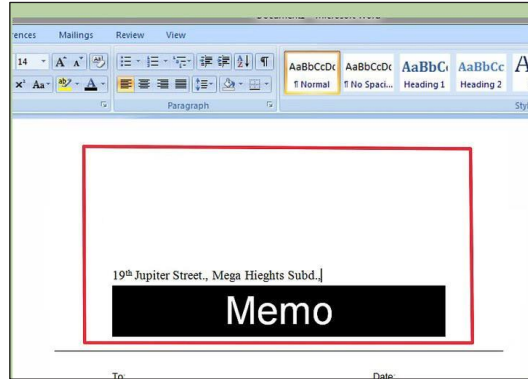 Mailings Review View
14
Aa
AaBbCcDc AaBbCcDc AaBbC AaBbCc
¶ Normal ¶ No Spaci... Heading 1 Heading 2
Paragraph
19th Jupiter Street., Mega Hieghts Subd.,
Memo
To: Date: